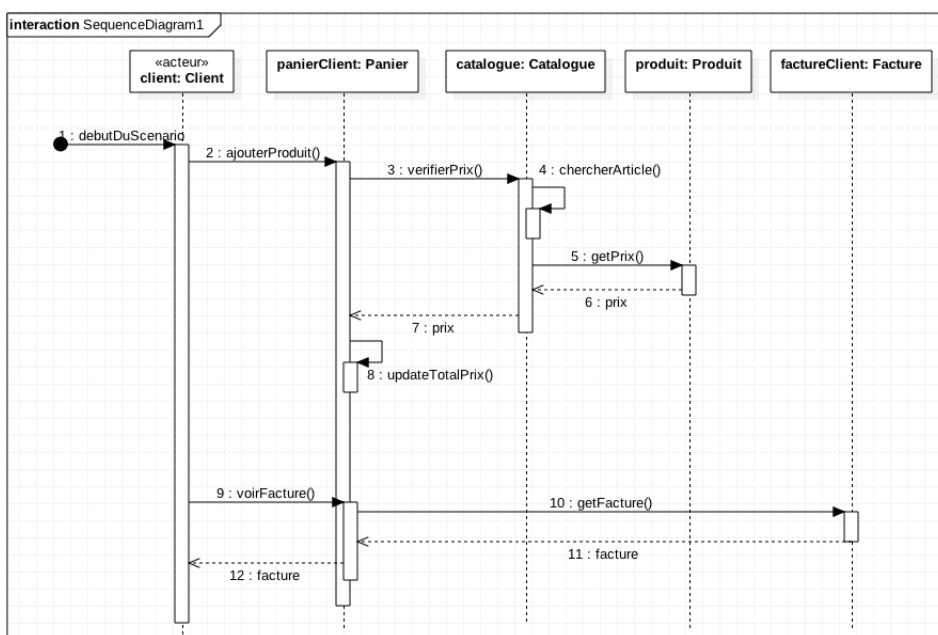 interaction SequenceDiagram1
«acteur»
client: Client
panierClient: Panier
catalogue: Catalogue
produit: Produit
factureClient: Facture
1 : debutDuScenario
2 : ajouterProduit()
3 : verifierPrix()
4 : chercherArticle()
5 : getPrix()
6 : prix
7 : prix
8 : updateTotalPrix()
9 : voirFacture()
10 : getFacture()
11 : facture
12 : facture